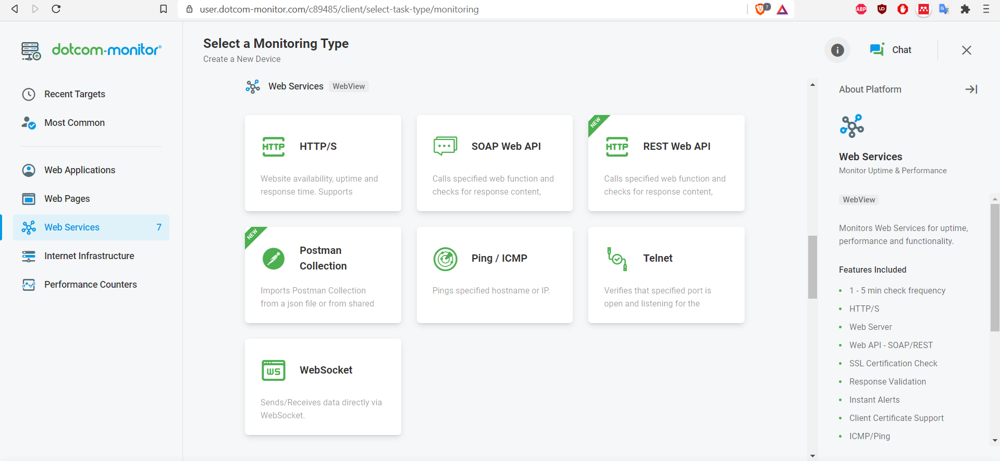 user.dotcom-monitor.com/c89485/client/select-task-type/monitoring
7
ABP
UO
G
dotcom-monitor®
Select a Monitoring Type
Create a New Device
Chat
Recent Targets
Most Common
Web Applications
Web Pages
Web Services 7
Internet Infrastructure
Performance Counters
Web Services WebView
HTTP
HTTP/S
Website availability, uptime and
response time. Supports
SOAP Web API
Calls specified web function and
checks for response content,
NEW
HTTP
REST Web API
Calls specified web function and
checks for response content,
NEW
Postman
Collection
Imports Postman Collection
from a json file or from shared
Ping / ICMP
Pings specified hostname or IP.
Telnet
Verifies that specified port is
open and listening for the
WS
WebSocket
Sends/Receives data directly via
WebSocket.
About Platform
Web Services
Monitor Uptime & Performance
WebView
Monitors Web Services for uptime,
performance and functionality.
Features Included
1 - 5 min check frequency
HTTP/S
Web Server
Web API - SOAP/REST
SSL Certification Check
Response Validation
Instant Alerts
Client Certificate Support
ICMP/Ping